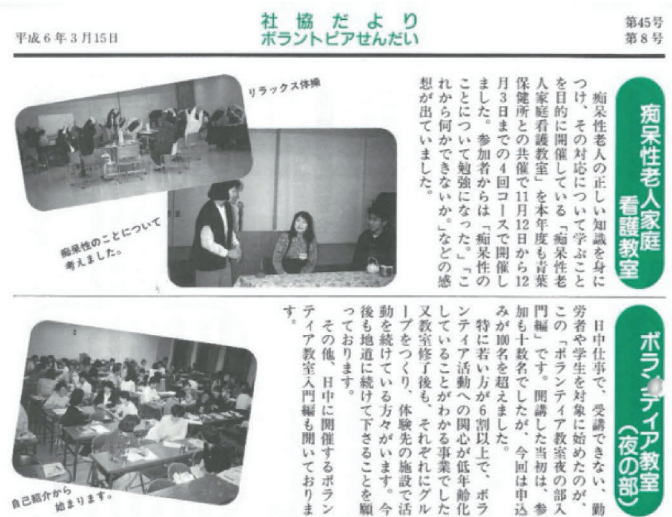 平成6年3月15日
社協だより
ボラントピアせんだい
第45号
第8号
痴呆性老人家庭
看護教室
痴呆性老人の正しい知識を身に
つけ、その対応について学ぶこと
を目的に開催している「痴呆性老
人家庭看護教室」を本年度も青葉
保健所との共催で11月12日から12
月3日までの4回コースで開催し
ました。参加者からは「痴呆性の
ことについて勉強になった。」「こ
れから何かできないか。」などの感
想が出ていました。
リラックス体操
痴呆性のことについて
考えました。
ボランティア教室
(夜の部)
日中仕事で、受講できない、勤
労者や学生を対象に始めたのが、
この「ボランティア教室夜の部入
門編」です。開講した当初は、参
加も十数名でしたが、今回は申込
みが100名を超えました。
特に若い方が6割以上で、ボラ
ンティア活動への関心が低年齢化
していることがわかる事業でした
又教室修了後も、それぞれにグル
ープをつくり、体験先の施設で活
動を続けている方々がいます。今
後も地道に続けて下さることを願
っております。
その他、日中に開催するボラン
ティア教室入門編も開いておりま
す。
自己紹介から
始まります。